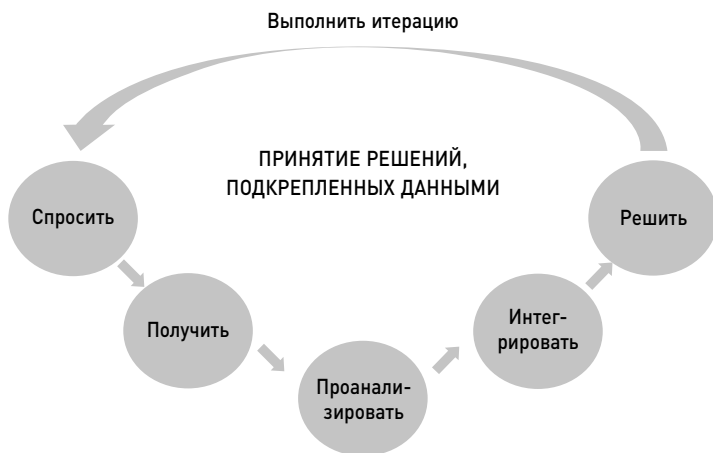 Выполнить итерацию
ПРИНЯТИЕ РЕШЕНИЙ,
ПОДКРЕПЛЕННЫХ ДАННЫМИ
Спросить
Получить
Проанали-
зировать
Интег-
рировать
Решить